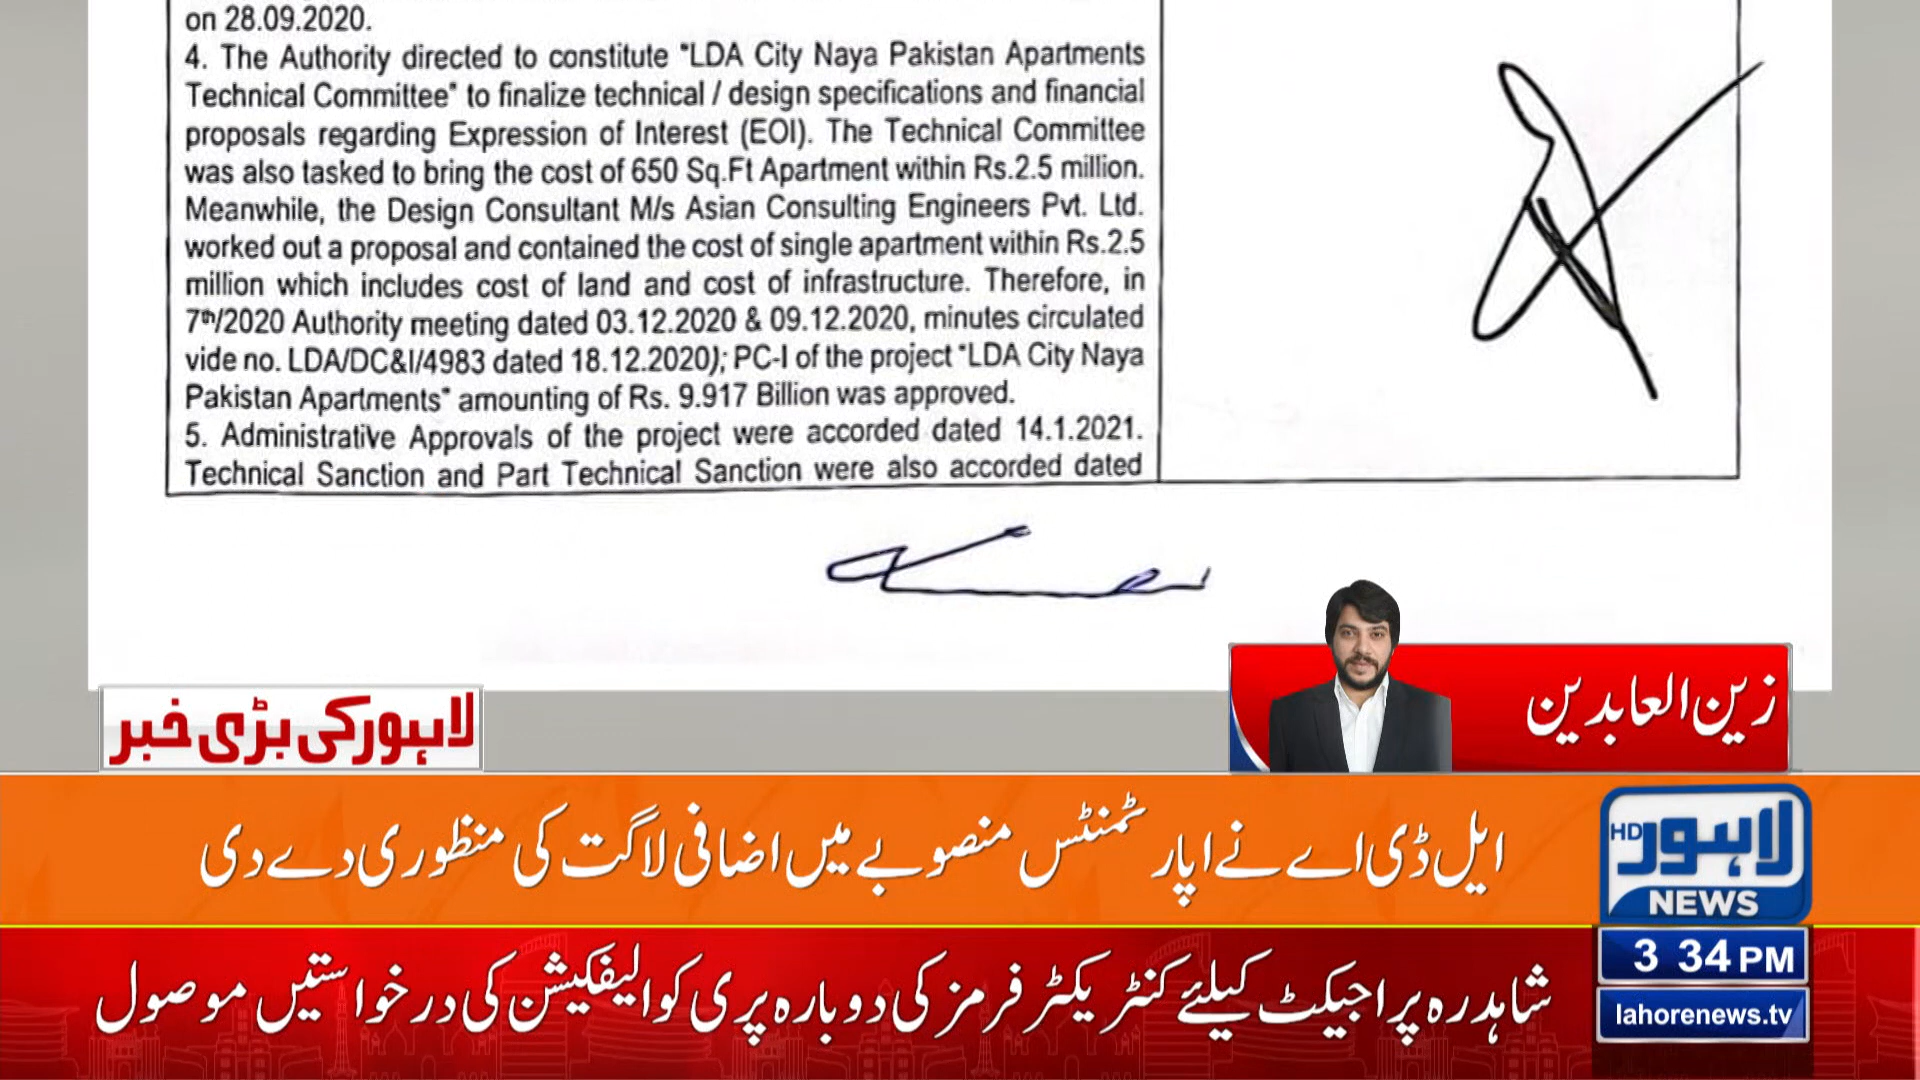 on 28.09.2020.
4. The Authority directed to constitute "LDA City Naya Pakistan Apartments
Technical Committee" to finalize technical / design specifications and financial
proposals regarding Expression of Interest (EOI). The Technical Committee
was also tasked to bring the cost of 650 Sq.Ft Apartment within Rs.2.5 million.
Meanwhile, the Design Consultant M/s Asian Consulting Engineers Pvt. Ltd.
worked out a proposal and contained the cost of single apartment within Rs.2.5
million which includes cost of land and cost of infrastructure. Therefore, in
7th/2020 Authority meeting dated 03.12.2020 & 09.12.2020, minutes circulated
vide no. LDA/DC&I/4983 dated 18.12.2020); PC-I of the project "LDA City Naya
Pakistan Apartments" amounting of Rs. 9.917 Billion was approved.
5. Administrative Approvals of the project were accorded dated 14.1.2021.
Technical Sanction and Part Technical Sanction were also accorded dated
زین العابدین
لاہور کی بڑی خبر
ایل ڈی اے نے اپارٹمنٹس منصوبے میں اضافی لاگت کی منظوری دے دی
لاہور HD
NEWS
3 34 PM
شاہدرہ پراجیکٹ کیلئے کنٹریکٹر فرمز کی دوبارہ پری کوالیفکیشن کی درخواستیں موصول
lahorenews.tv